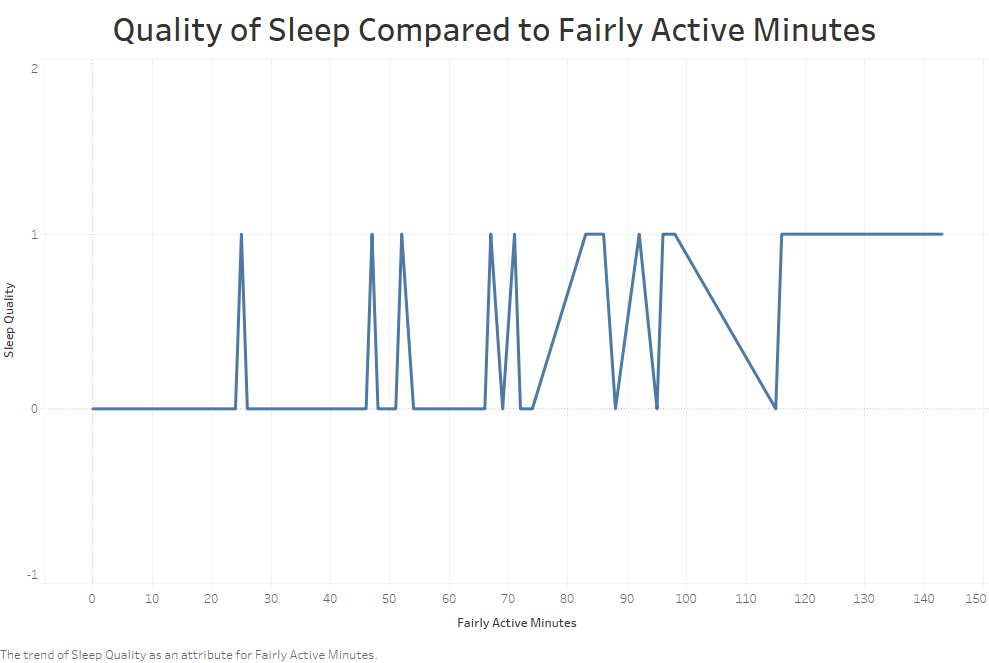 Quality of Sleep Compared to Fairly Active Minutes
2
1
0
-1
Sleep Quality
0 10 20 30 40 50 60 70 80 90 100 110 120 130 140 150
Fairly Active Minutes
The trend of Sleep Quality as an attribute for Fairly Active Minutes.